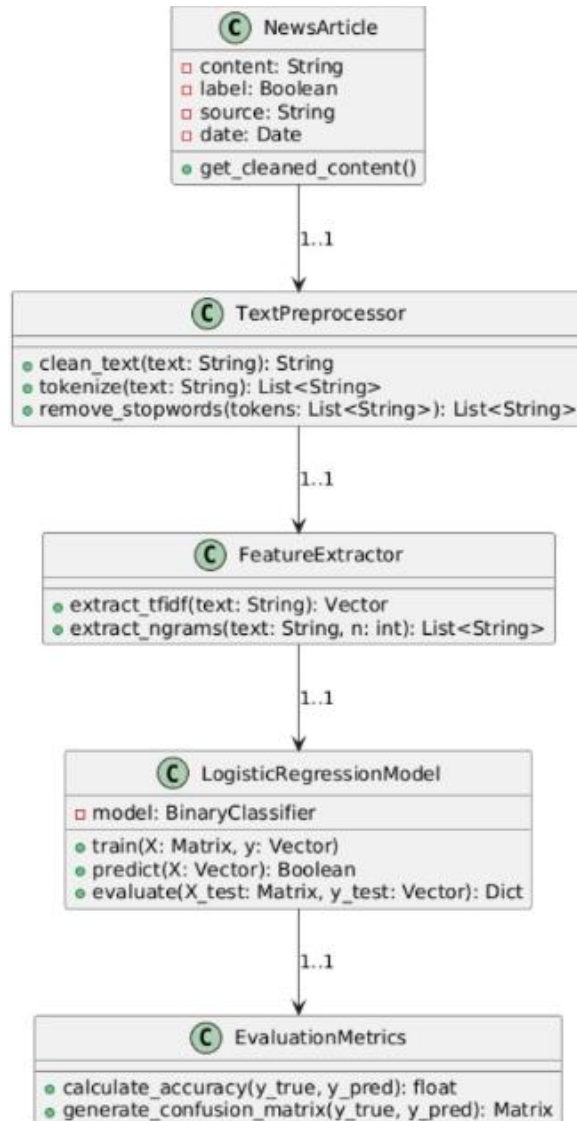 C NewsArticle
content: String
label: Boolean
source: String
date: Date
get_cleaned_content()
1..1
C TextPreprocessor
clean_text(text: String): String
tokenize(text: String): List<String>
remove_stopwords(tokens: List<String>): List<String>
1..1
C FeatureExtractor
extract_tfidf(text: String): Vector
extract_ngrams(text: String, n: int): List<String>
1..1
C LogisticRegressionModel
model: BinaryClassifier
train(X: Matrix, y: Vector)
predict(X: Vector): Boolean
evaluate(X_test: Matrix, y_test: Vector): Dict
1..1
C EvaluationMetrics
calculate_accuracy(y_true, y_pred): float
generate_confusion_matrix(y_true, y_pred): Matrix